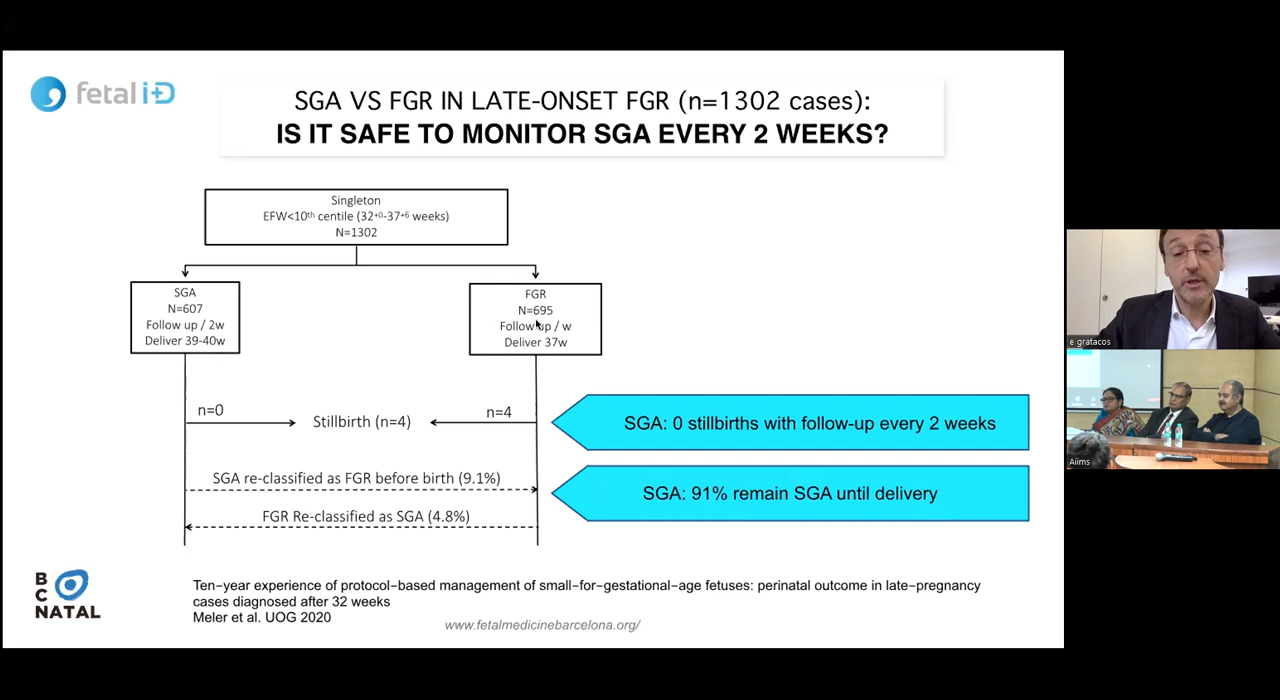 fetal i+D
SGA VS FGR IN LATE-ONSET FGR (n=1302 cases):
IS IT SAFE TO MONITOR SGA EVERY 2 WEEKS?
Singleton
EFW<10th centile (32+0-37+6 weeks)
N=1302
SGA
N=607
Follow up / 2w
Deliver 39-40w
FGR
N=695
Follow up / w
Deliver 37w
n=0
Stillbirth (n=4)
n=4
SGA: 0 stillbirths with follow-up every 2 weeks
SGA re-classified as FGR before birth (9.1%)
SGA: 91% remain SGA until delivery
FGR Re-classified as SGA (4.8%)
B
C
NATAL
Ten-year experience of protocol-based management of small-for-gestational-age fetuses: perinatal outcome in late-pregnancy
cases diagnosed after 32 weeks
Meler et al. UOG 2020
www.fetalmedicinebarcelona.org/
e gratacos
Aiims